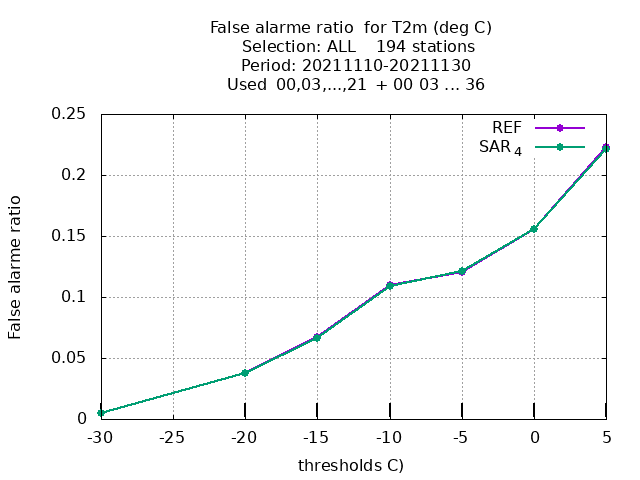 False alarme ratio  for T2m (deg C)
Selection: ALL    194 stations
Period: 20211110-20211130
Used  00,03,...,21  + 00 03 ... 36
REF
SAR 4
0.25
0.2
0.15
0.1
0.05
0
False alarme ratio
-30 -25 -20 -15 -10 -5 0 5
thresholds C)